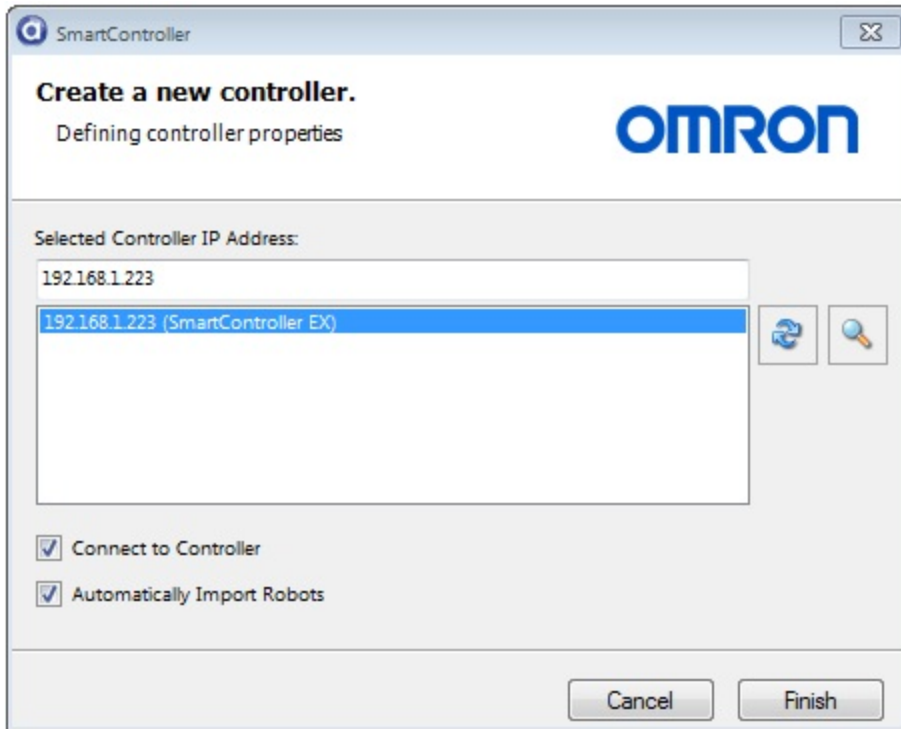 SmartController
Create a new controller.
Defining controller properties
OMRON
Selected Controller IP Address:
192.168.1.223
192.168.1.223 (SmartController EX)
Connect to Controller
Automatically Import Robots
Cancel
Finish